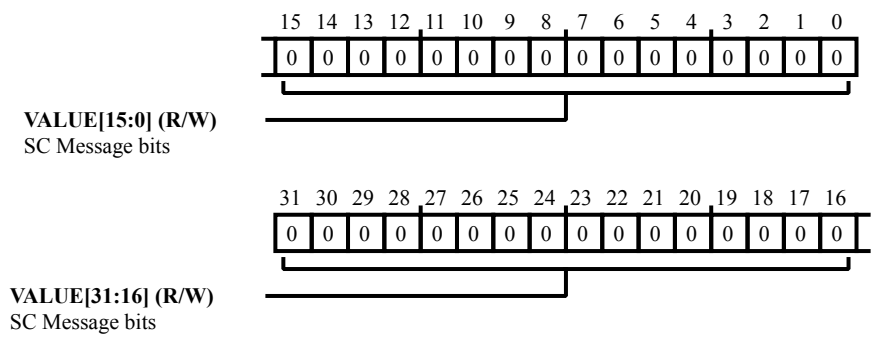 15 14 13 12 11 10 9 8 7 6 5 4 3 2 1 0
0 0 0 0 0 0 0 0 0 0 0 0 0 0 0 0
VALUE[15:0] (R/W)
SC Message bits
31 30 29 28 27 26 25 24 23 22 21 20 19 18 17 16
0 0 0 0 0 0 0 0 0 0 0 0 0 0 0 0
VALUE[31:16] (R/W)
SC Message bits